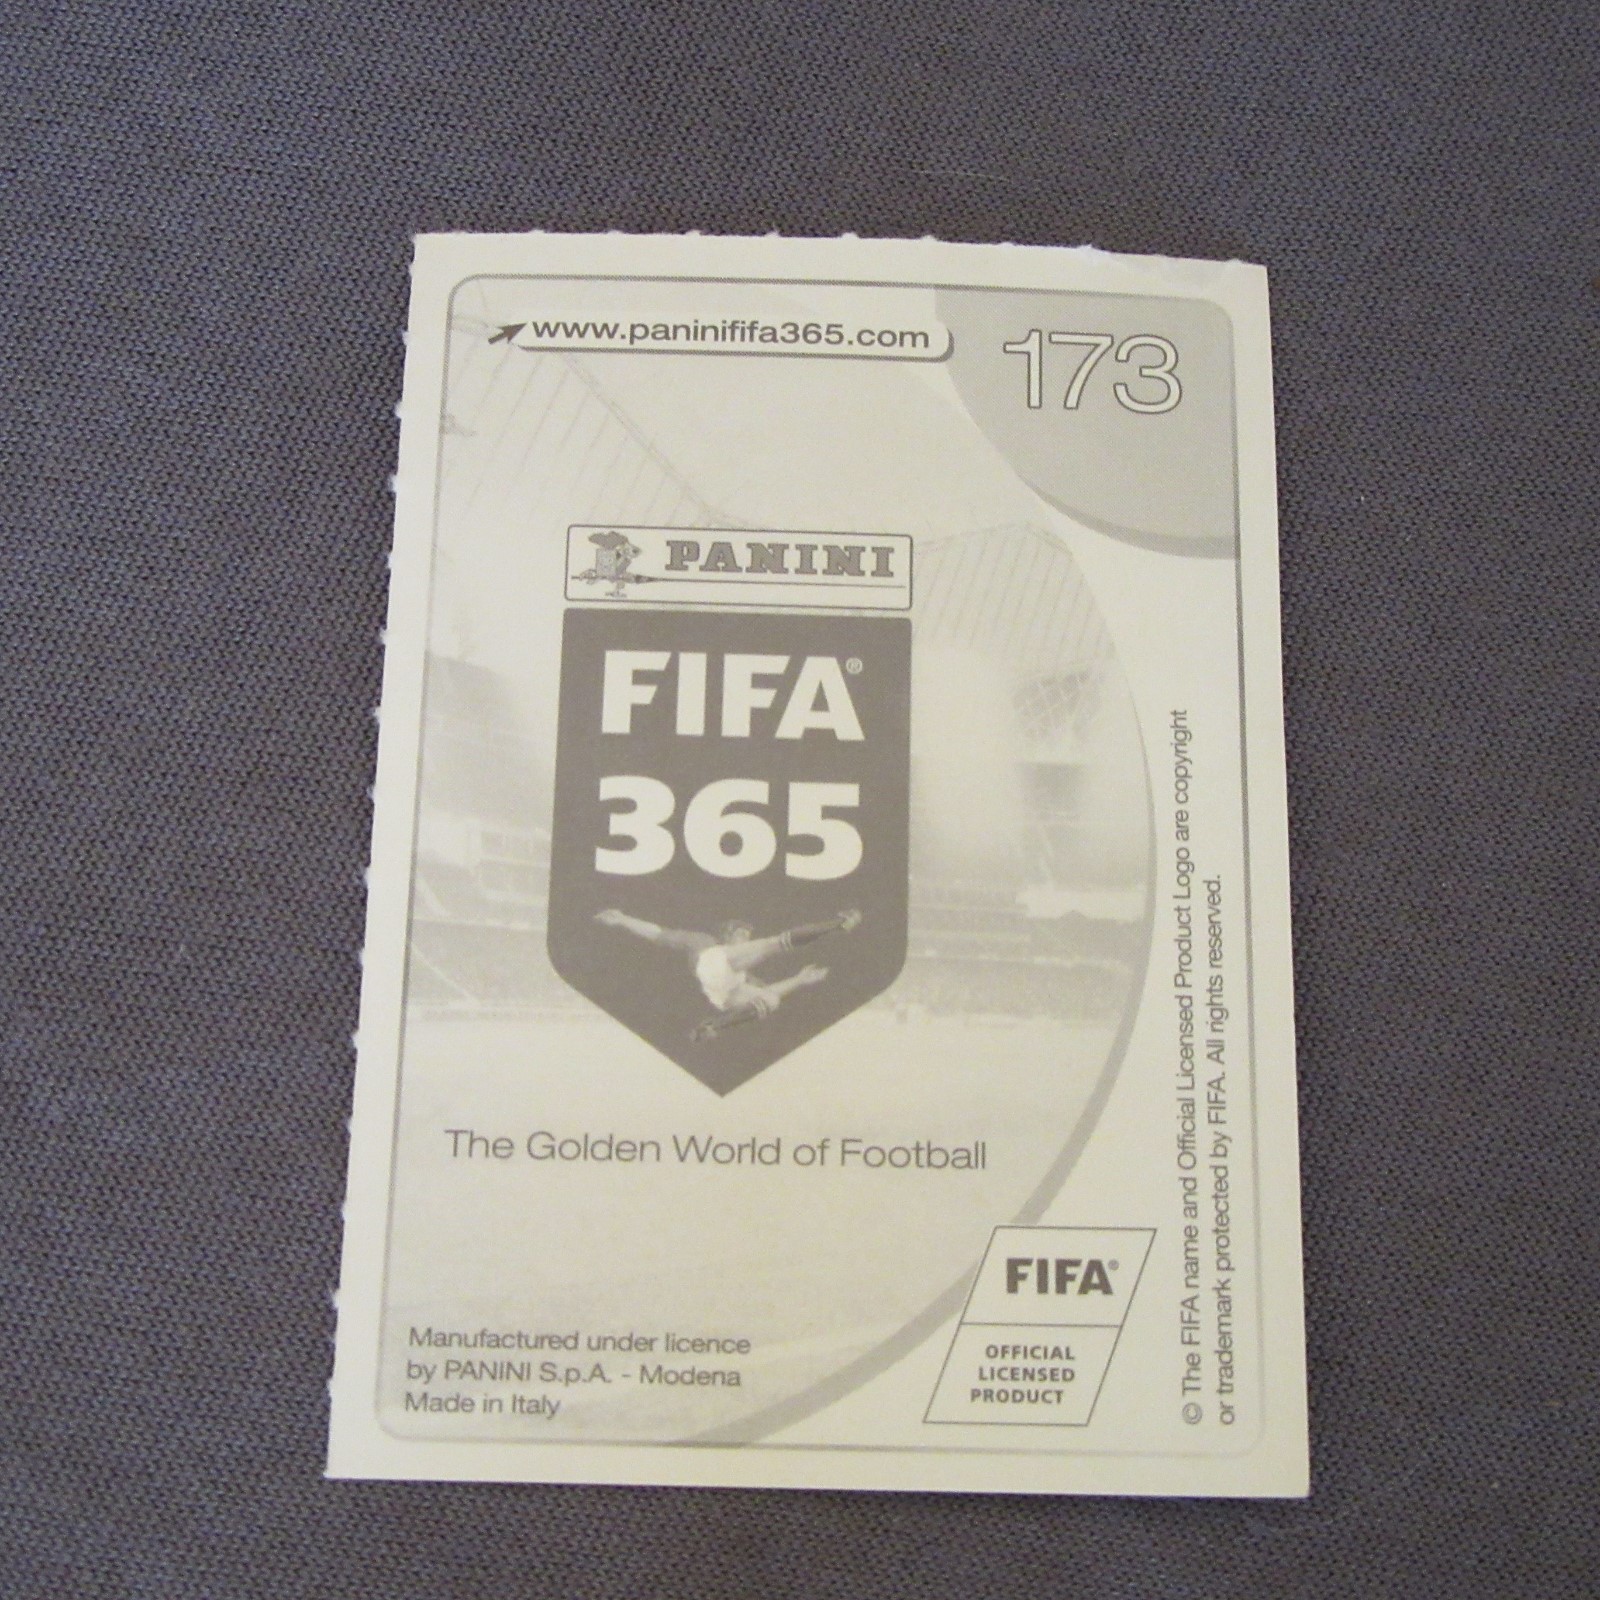 www.paninififa365.com
173
PANINI
FIFA®
365
The Golden World of Football
FIFA®
OFFICIAL
LICENSED
PRODUCT
Manufactured under licence
by PANINI S.p.A. - Modena
Made in Italy
© The FIFA name and Official Licensed Product Logo are copyright
or trademark protected by FIFA. All rights reserved.